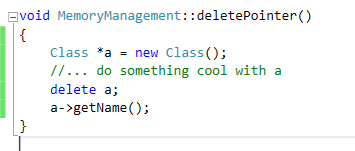 void MemoryManagement::deletePointer()
{
    Class *a = new Class();
    //... do something cool with a
    delete a;
    a->getName();
}